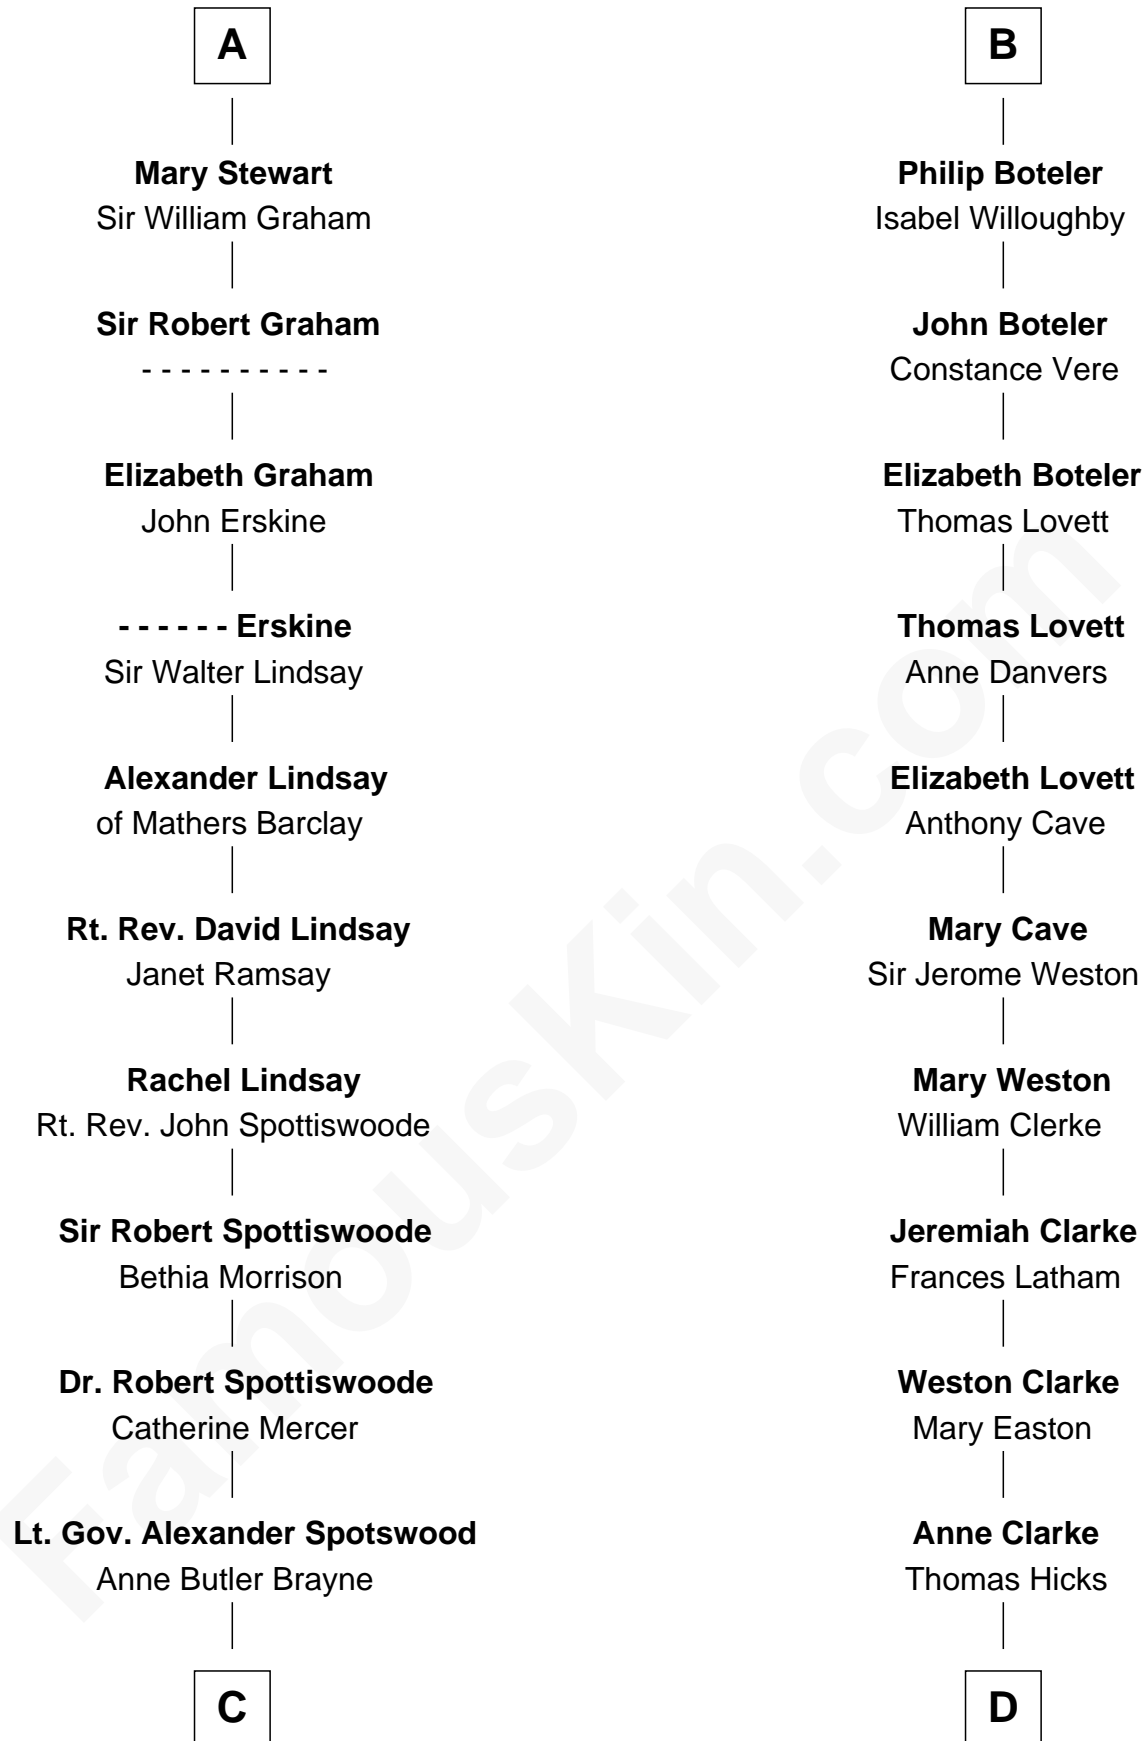 A
Mary Stewart
Sir William Graham
Sir Robert Graham
- - - - - - - - - -
Elizabeth Graham
John Erskine
- - - - - - Erskine
Sir Walter Lindsay
Alexander Lindsay
of Mathers Barclay
Rt. Rev. David Lindsay
Janet Ramsay
Rachel Lindsay
Rt. Rev. John Spottiswoode
Sir Robert Spottiswoode
Bethia Morrison
Dr. Robert Spottiswoode
Catherine Mercer
Lt. Gov. Alexander Spotswood
Anne Butler Brayne
C
B
Philip Boteler
Isabel Willoughby
John Boteler
Constance Vere
Elizabeth Boteler
Thomas Lovett
Thomas Lovett
Anne Danvers
Elizabeth Lovett
Anthony Cave
Mary Cave
Sir Jerome Weston
Mary Weston
William Clerke
Jeremiah Clarke
Frances Latham
Weston Clarke
Mary Easton
Anne Clarke
Thomas Hicks
D
FamousKin.com